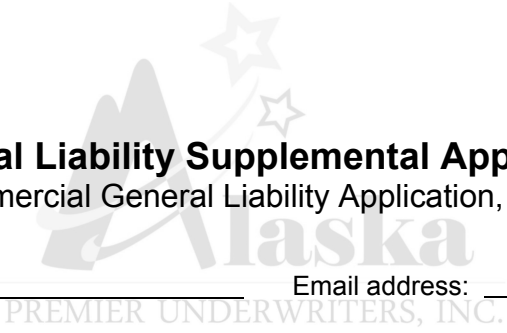 al Liability Supplemental App
mercial General Liability Application,
Alaska
Email address:
PREMIER UNDERWRITERS, INC.